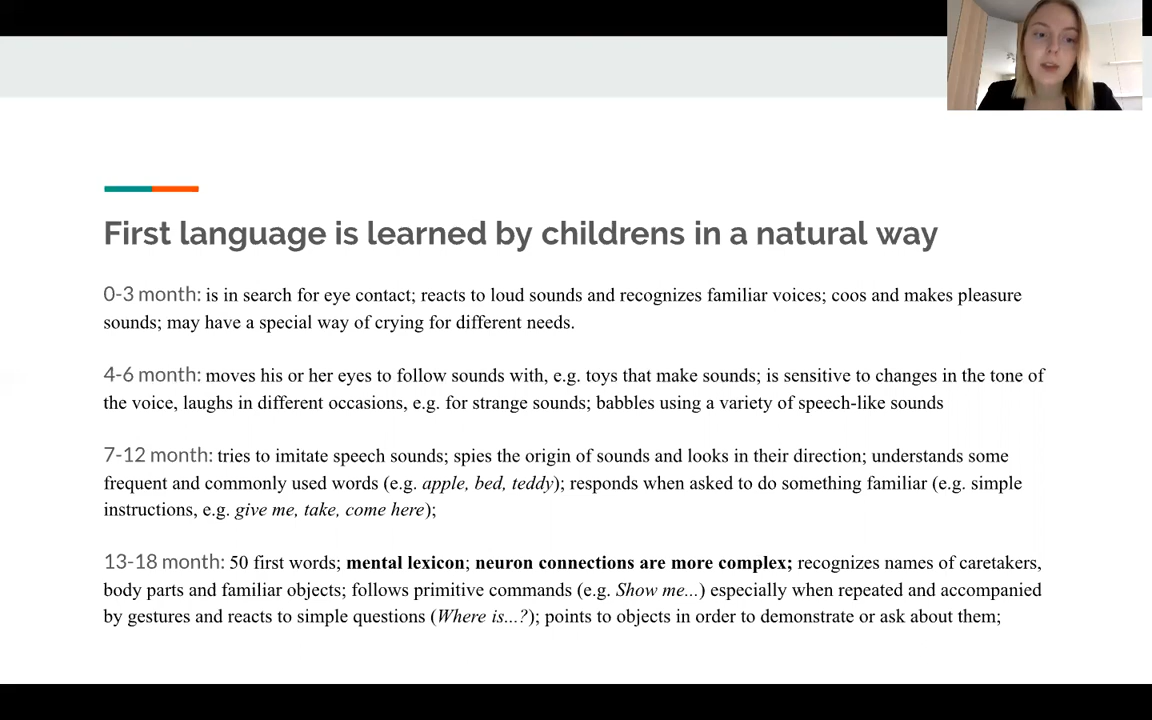 First language is learned by childrens in a natural way
0-3 month: is in search for eye contact; reacts to loud sounds and recognizes familiar voices; coos and makes pleasure
sounds; may have a special way of crying for different needs.
4-6 month: moves his or her eyes to follow sounds with, e.g. toys that make sounds; is sensitive to changes in the tone of
the voice, laughs in different occasions, e.g. for strange sounds; babbles using a variety of speech-like sounds
7-12 month: tries to imitate speech sounds; spies the origin of sounds and looks in their direction; understands some
frequent and commonly used words (e.g. apple, bed, teddy); responds when asked to do something familiar (e.g. simple
instructions, e.g. give me, take, come here);
13-18 month: 50 first words; mental lexicon; neuron connections are more complex; recognizes names of caretakers,
body parts and familiar objects; follows primitive commands (e.g. Show me...) especially when repeated and accompanied
by gestures and reacts to simple questions (Where is...?); points to objects in order to demonstrate or ask about them;